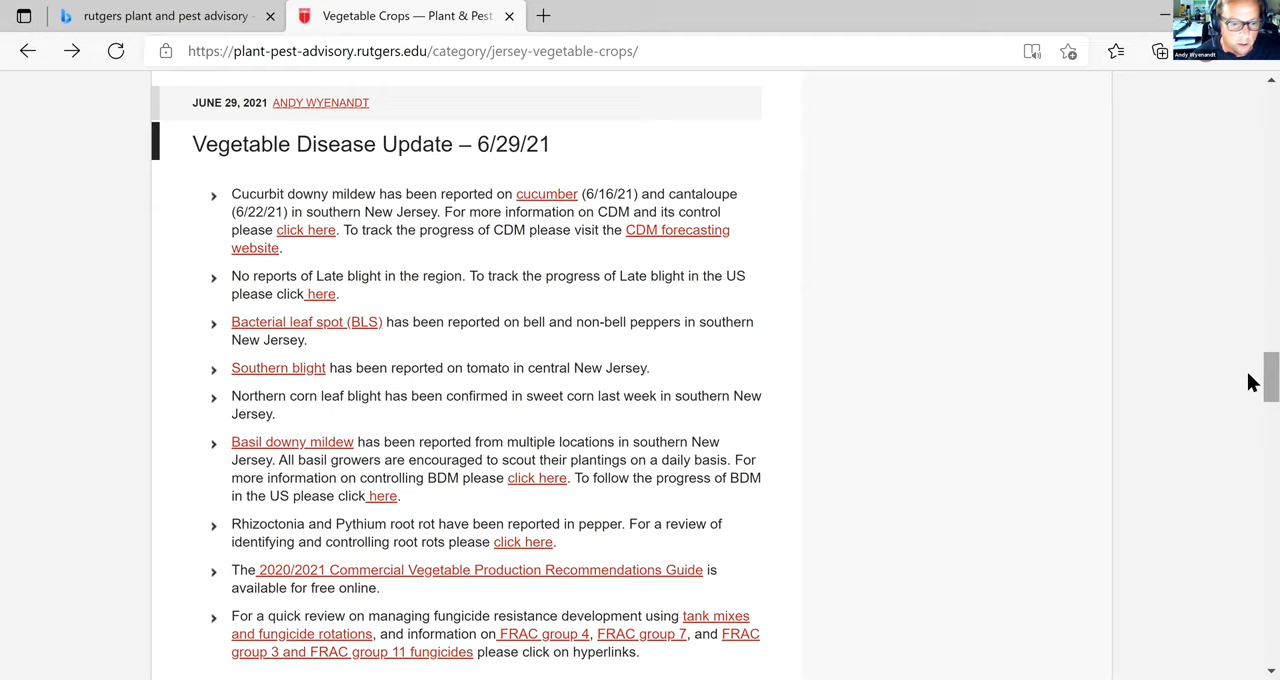 rutgers plant and pest advisory -
Vegetable Crops — Plant & Pest
https://plant-pest-advisory.rutgers.edu/category/jersey-vegetable-crops/
Andy Wyenandt
JUNE 29, 2021 ANDY WYENANDT
Vegetable Disease Update – 6/29/21
Cucurbit downy mildew has been reported on cucumber (6/16/21) and cantaloupe
(6/22/21) in southern New Jersey. For more information on CDM and its control
please click here. To track the progress of CDM please visit the CDM forecasting
website.
No reports of Late blight in the region. To track the progress of Late blight in the US
please click here.
Bacterial leaf spot (BLS) has been reported on bell and non-bell peppers in southern
New Jersey.
Southern blight has been reported on tomato in central New Jersey.
Northern corn leaf blight has been confirmed in sweet corn last week in southern New
Jersey.
Basil downy mildew has been reported from multiple locations in southern New
Jersey. All basil growers are encouraged to scout their plantings on a daily basis. For
more information on controlling BDM please click here. To follow the progress of BDM
in the US please click here.
Rhizoctonia and Pythium root rot have been reported in pepper. For a review of
identifying and controlling root rots please click here.
The 2020/2021 Commercial Vegetable Production Recommendations Guide is
available for free online.
For a quick review on managing fungicide resistance development using tank mixes
and fungicide rotations, and information on FRAC group 4, FRAC group 7, and FRAC
group 3 and FRAC group 11 fungicides please click on hyperlinks.